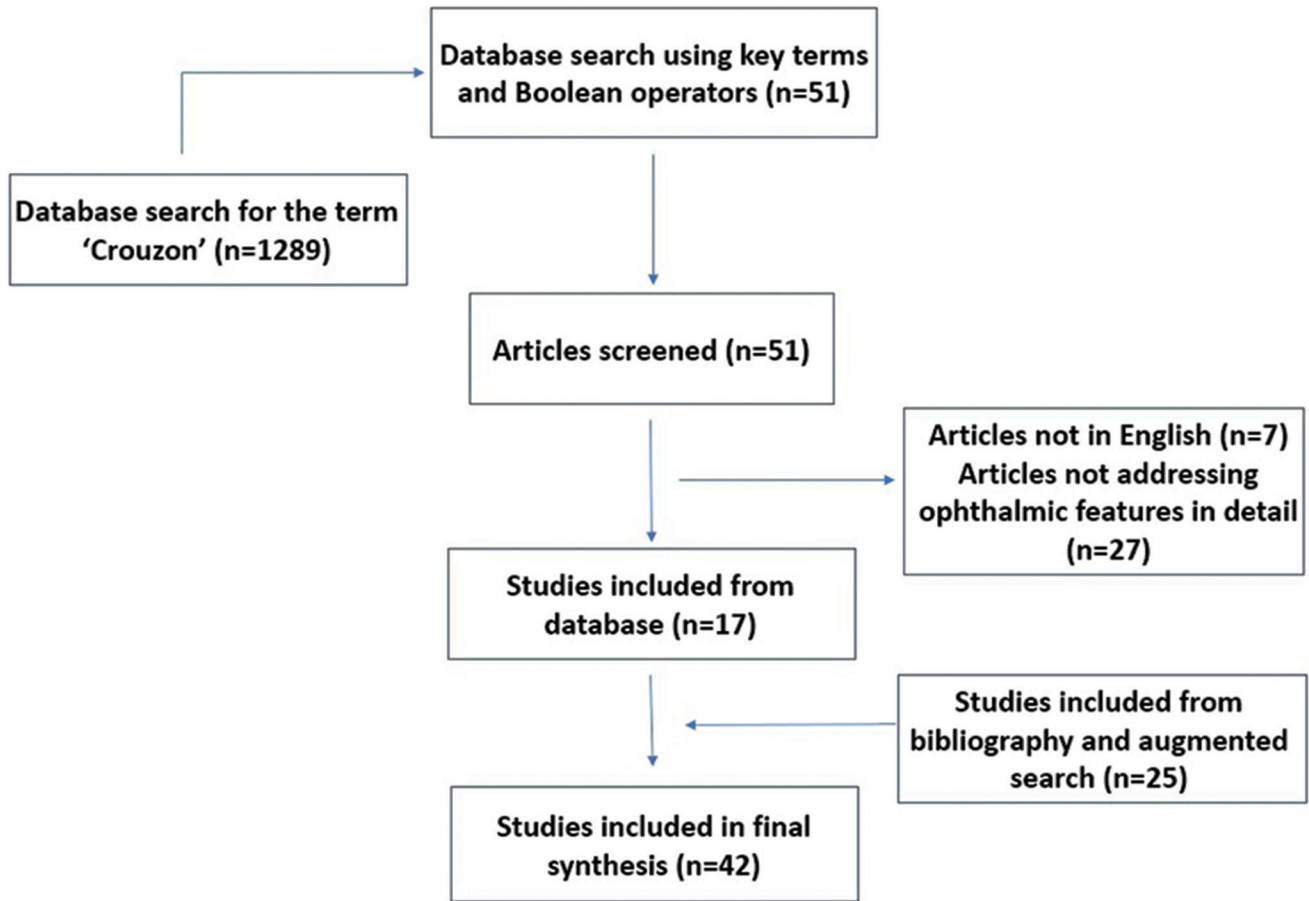 Database search using key terms
and Boolean operators (n=51)
Database search for the term
‘Crouzon’ (n=1289)
Articles screened (n=51)
Articles not in English (n=7)
Articles not addressing
ophthalmic features in detail
(n=27)
Studies included from
database (n=17)
Studies included from
bibliography and augmented
search (n=25)
Studies included in final
synthesis (n=42)